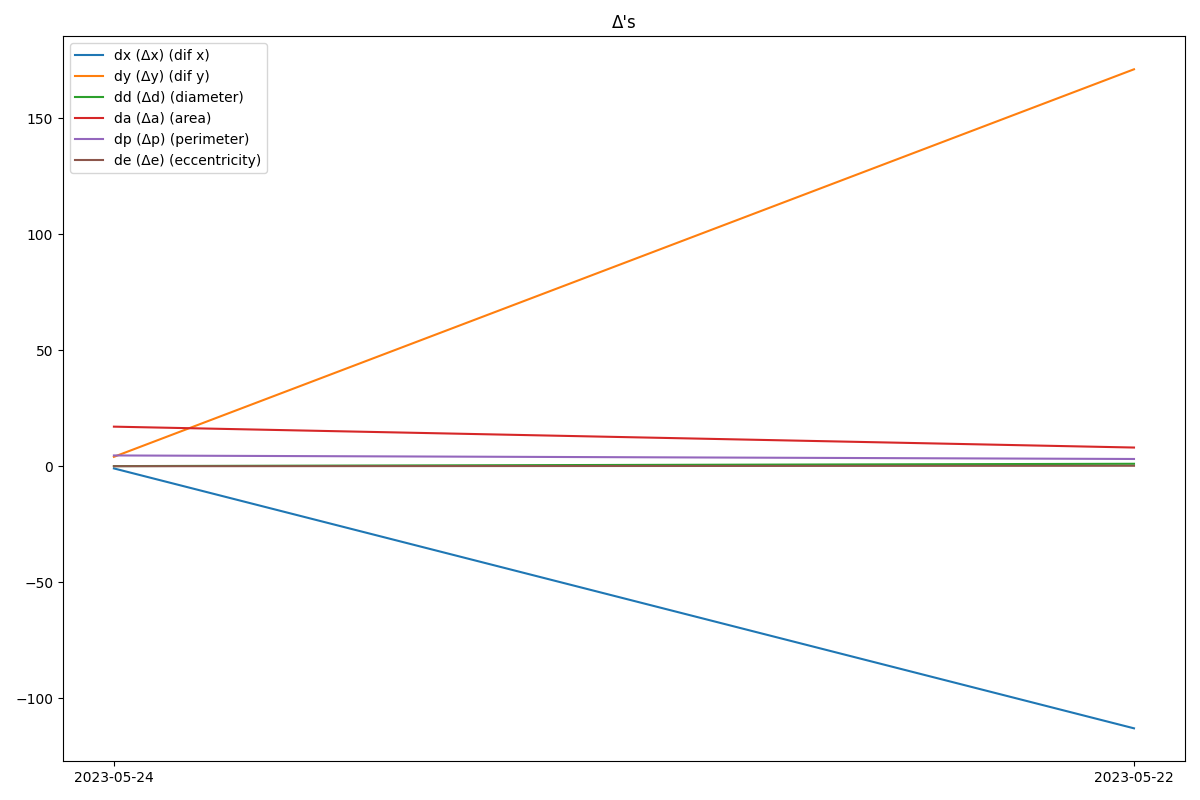 Δ's
dx (Δx) (dif x)
dy (Δy) (dif y)
dd (Δd) (diameter)
da (Δa) (area)
dp (Δp) (perimeter)
de (Δe) (eccentricity)
150
100
50
0
−50
−100
2023-05-24
2023-05-22